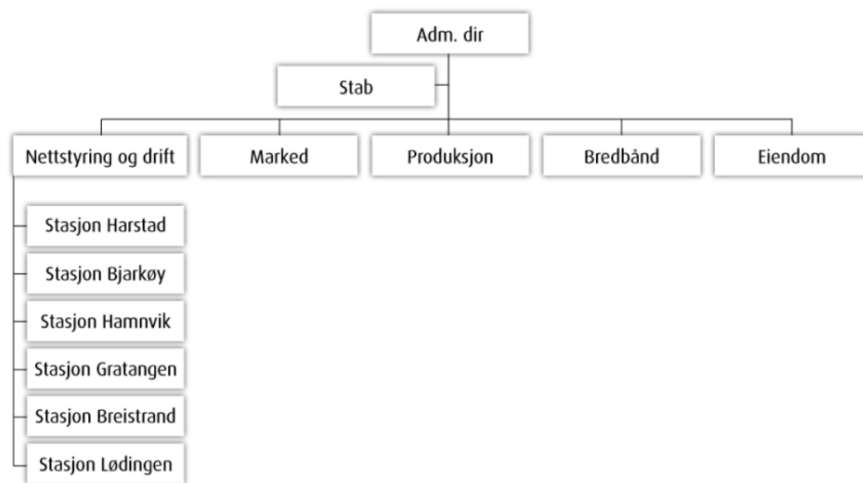 Adm. dir
Stab
Nettstyring og drift
Marked
Produksjon
Bredbånd
Eiendom
Stasjon Harstad
Stasjon Bjarkøy
Stasjon Hamnvik
Stasjon Gratangen
Stasjon Breistrand
Stasjon Lødingen